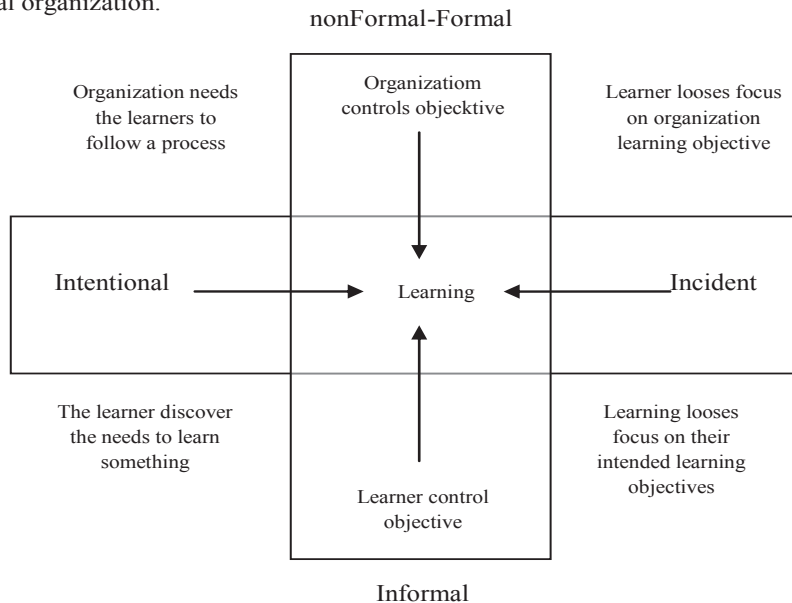 al organization.
nonFormal-Formal
Organization needs
the learners to
follow a process
Organizatiom
controls objecktive
Learner looses focus
on organization
learning objective
Intentional
Learning
Incident
The learner discover
the needs to learn
something
Learner control
objective
Learning looses
focus on their
intended learning
objectives
Informal